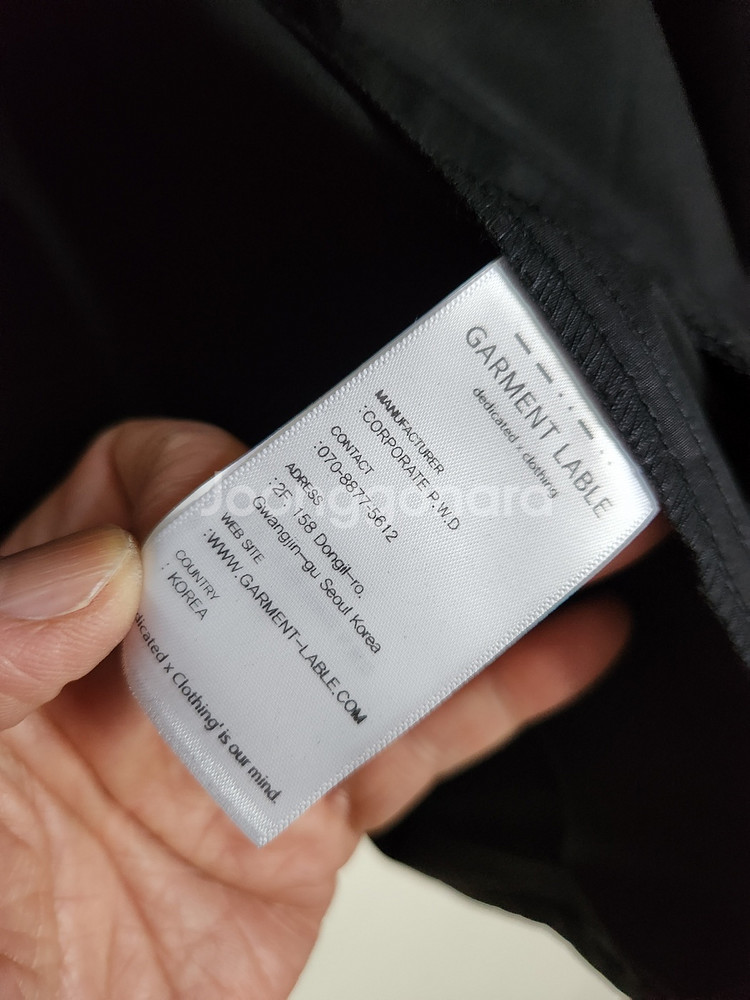 GARMENT LABLE
dedicated x clothing
MANUFACTURER
:CORPORATE P.W.D
CONTACT
:070-8877-5612
ADRESS
:2F, 158 Dongil-ro,
Gwangjin-gu Seoul Korea
WEB SITE
:WWW.GARMENT-LABLE.COM
COUNTRY
: KOREA
x Clothing' is our mind.
Joonggonara